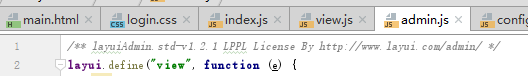 main.html login.css index.js view.js admin.js config
1 /** layuiAdmin.std-v1.2.1 LPPL License By http://www.layui.com/admin/ */
2 layui.define("view", function (e) {